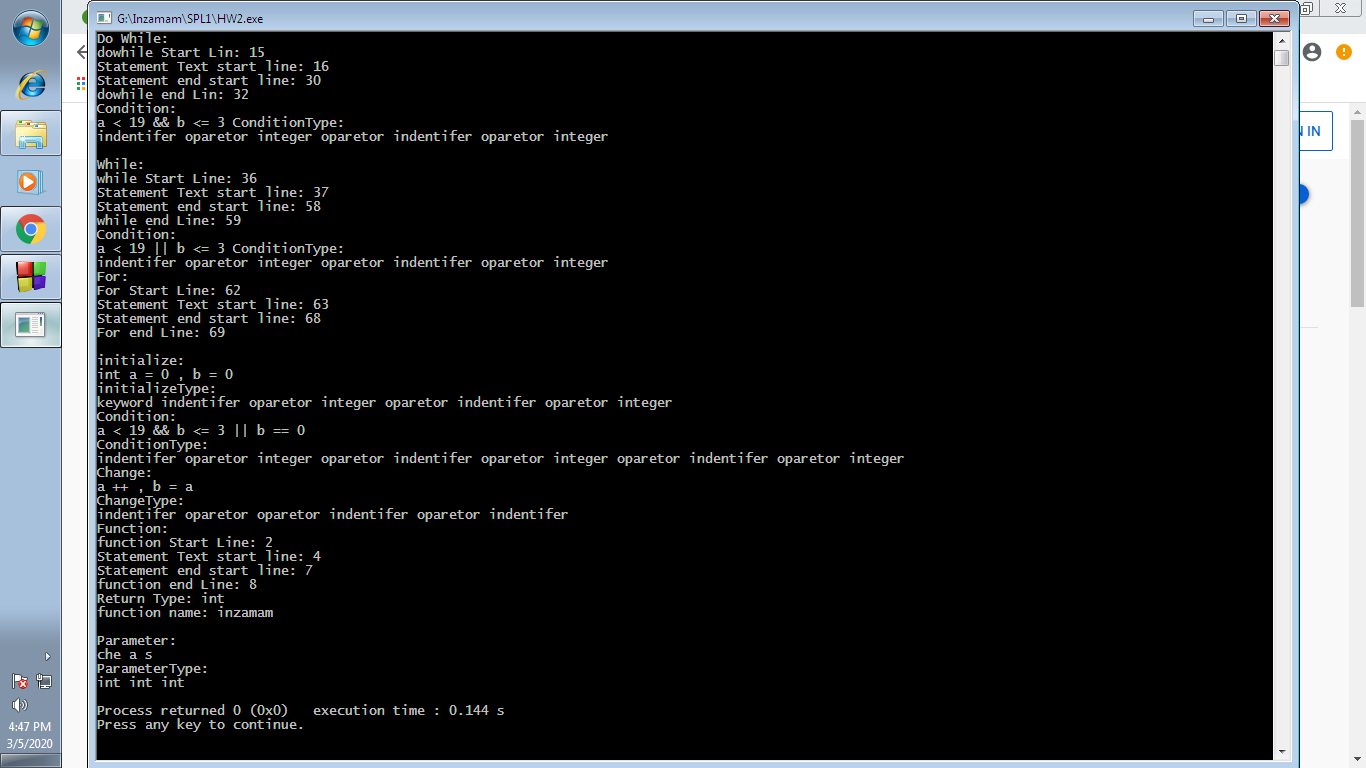 G:\Inzamam\SPL1\HW2.exe
Do While:
dowhile Start Lin: 15
Statement Text start line: 16
Statement end start line: 30
dowhile end Lin: 32
Condition:
a < 19 && b <= 3 ConditionType:
indentifer oparetor integer oparetor indentifer oparetor integer
While:
while Start Line: 36
Statement Text start line: 37
Statement end start line: 58
while end Line: 59
Condition:
a < 19 || b <= 3 ConditionType:
indentifer oparetor integer oparetor indentifer oparetor integer
For:
For Start Line: 62
Statement Text start line: 63
Statement end start line: 68
For end Line: 69
initialize:
int a = 0 , b = 0
initializeType:
keyword indentifer oparetor integer oparetor indentifer oparetor integer
Condition:
a < 19 && b <= 3 || b == 0
ConditionType:
indentifer oparetor integer oparetor indentifer oparetor integer oparetor indentifer oparetor integer
Change:
a ++ , b = a
ChangeType:
indentifer oparetor oparetor indentifer oparetor indentifer
Function:
function Start Line: 2
Statement Text start line: 4
Statement end start line: 7
function end Line: 8
Return Type: int
function name: inzamam
Parameter:
che a s
ParameterType:
int int int
Process returned 0 (0x0)   execution time : 0.144 s
Press any key to continue.
IN
4:47 PM
3/5/2020